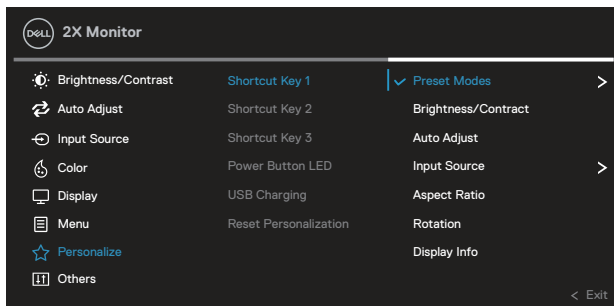 DELL 2X Monitor
Brightness/Contrast Shortcut Key 1 Preset Modes >
Auto Adjust Shortcut Key 2 Brightness/Contract
Input Source Shortcut Key 3 Auto Adjust
Color Power Button LED Input Source >
Display USB Charging Aspect Ratio
Menu Reset Personalization Rotation
Personalize Display Info
Others
< Exit